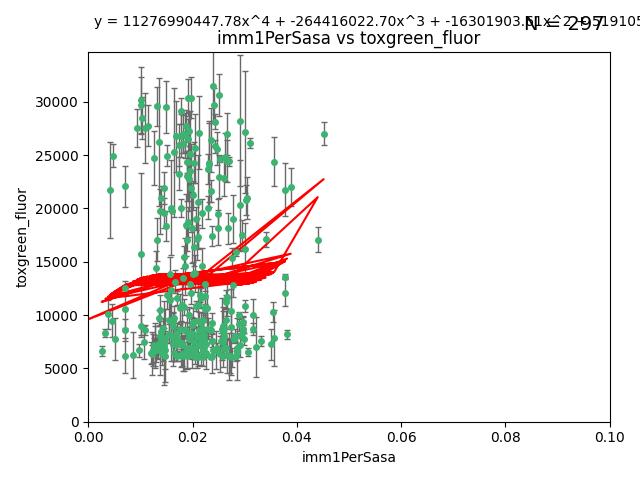 y = 11276990447.78x^4 + -264416022.70x^3 + -16301903.
N = 297
imm1PerSasa vs toxgreen_fluor
30000
25000
20000
15000
10000
5000
0
toxgreen_fluor
0.00 0.02 0.04 0.06 0.08 0.10
imm1PerSasa